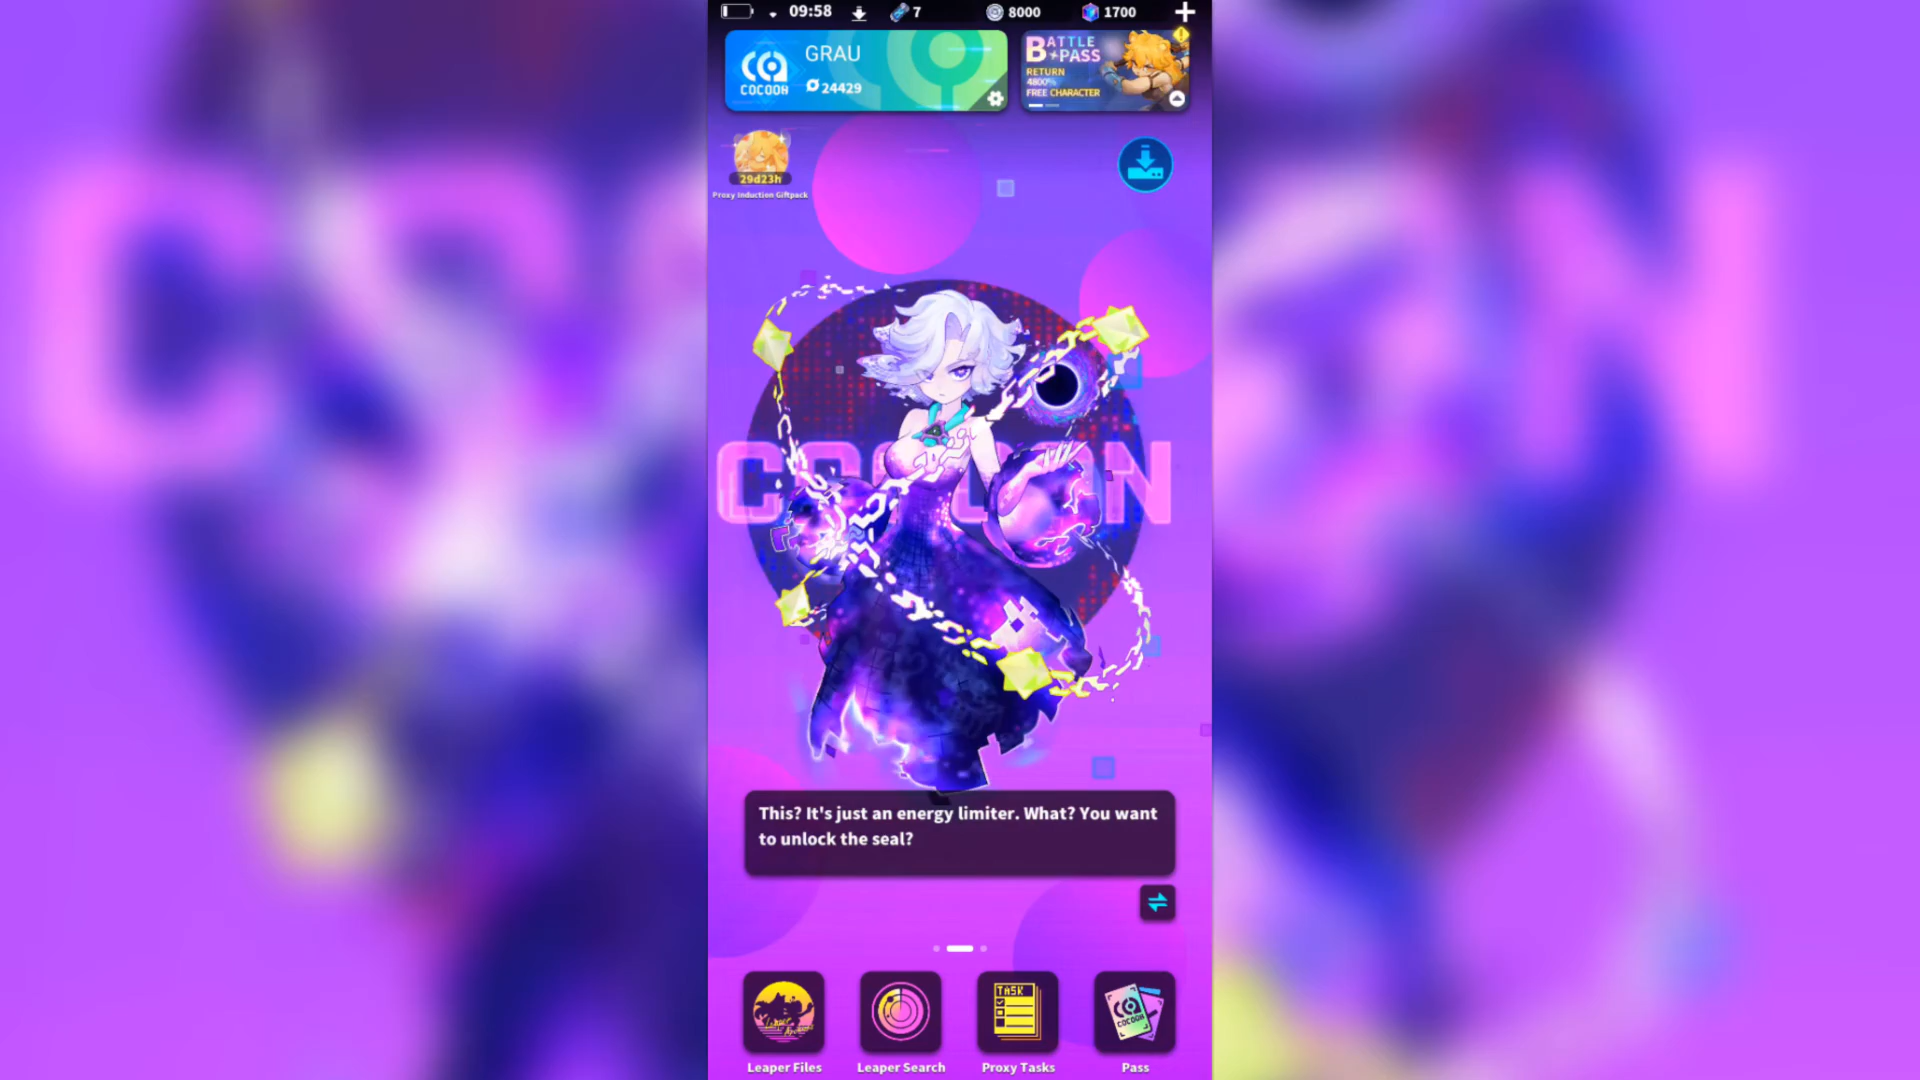 09:58
7
8000
1700
COCOON
GRAU
24429
BATTLE
+PASS
RETURN
4800%
FREE CHARACTER
29d23h
Proxy Induction Giftpack
COCOON
This? It's just an energy limiter. What? You want
to unlock the seal?
TASK
COCOON
Leaper Files
Leaper Search
Proxy Tasks
Pass